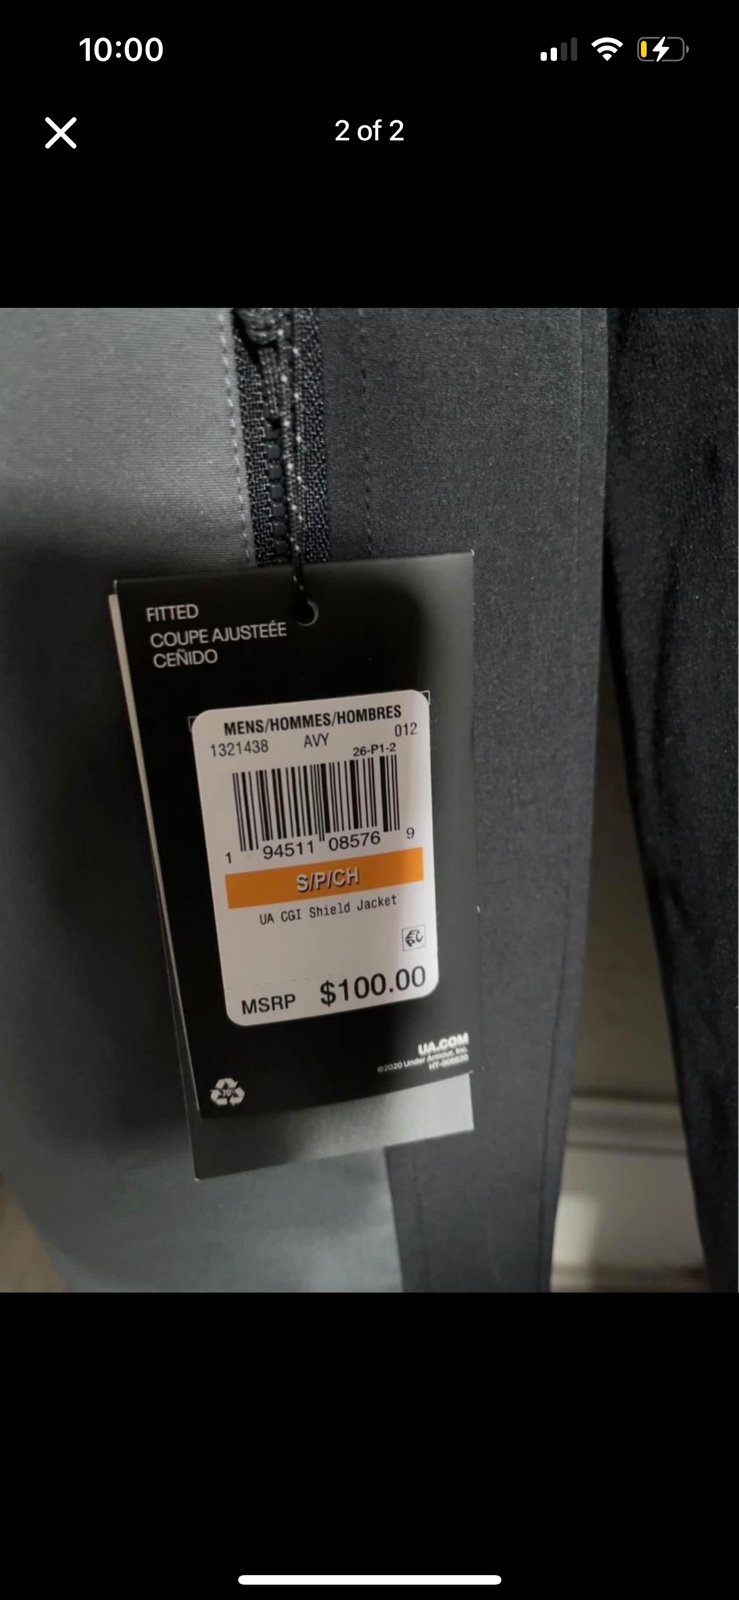 10:00
2 of 2
FITTED
COUPE AJUSTEÉE
CEÑIDO
MENS/HOMMES/HOMBRES
1321438 AVY 012
26-P1-2
1 94511 08576 9
S/P/CH
UA CGI Shield Jacket
MSRP $100.00
UA.COM
©2020 Under Armour, Inc.